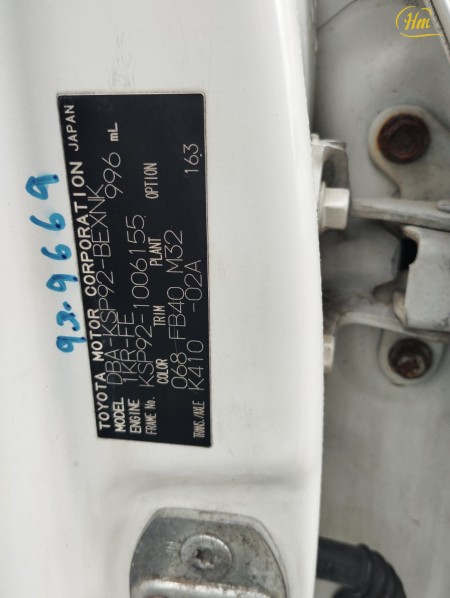 TOYOTA MOTOR CORPORATION JAPAN
MODEL DBA-KSP92-BEXNK
ENGINE 1KR-FE 996 mL
FRAME No. KSP92-1006155
COLOR TRIM PLANT OPTION
068 FB40 M32 163
TRANS./AXLE K410 -02A
93-9669
Hm